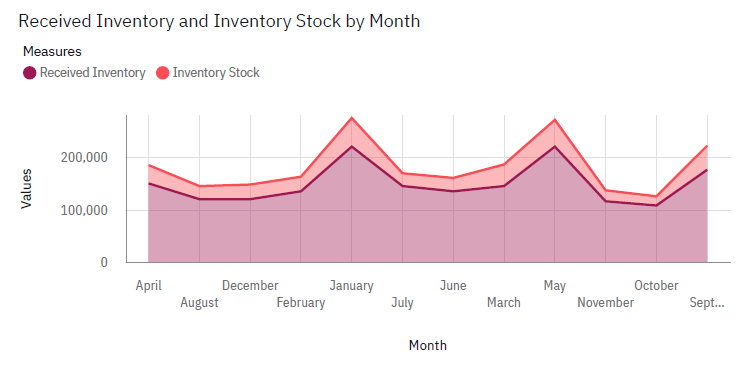 Received Inventory and Inventory Stock by Month
Measures
Received Inventory Inventory Stock
Values
200,000
100,000
0
April December January June May October
August February July March November Sept...
Month